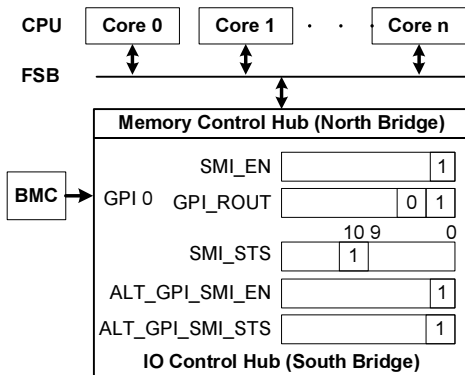 CPU Core 0 Core 1 . . . Core n
FSB
Memory Control Hub (North Bridge)
SMI_EN 1
BMC GPI 0 GPI_ROUT 0 1
10 9 0
SMI_STS 1
ALT_GPI_SMI_EN 1
ALT_GPI_SMI_STS 1
IO Control Hub (South Bridge)